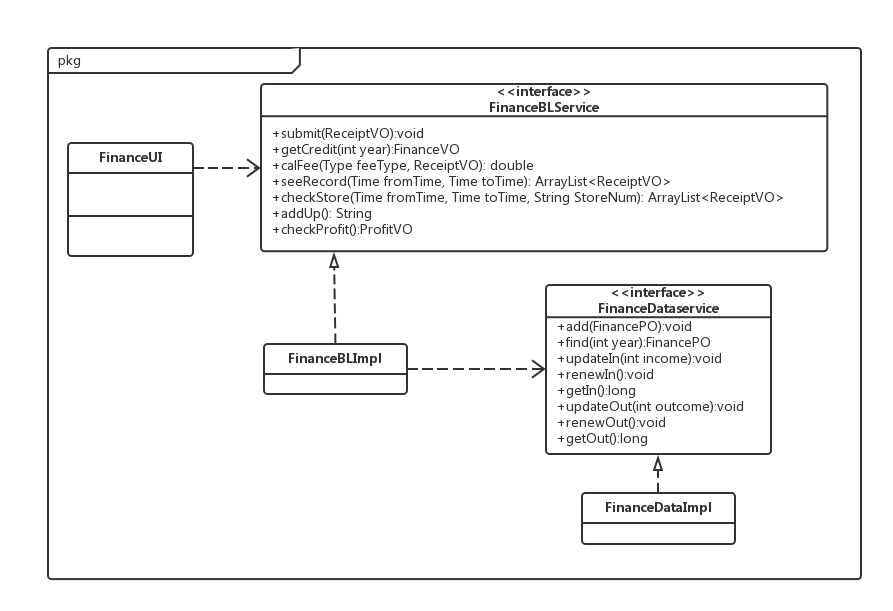 pkg
<<interface>>
FinanceBLService
+submit(ReceiptVO):void
+getCredit(int year):FinanceVO
+calFee(Type feeType, ReceiptVO): double
+seeRecord(Time fromTime, Time toTime): ArrayList<ReceiptVO>
+checkStore(Time fromTime, Time toTime, String StoreNum): ArrayList<ReceiptVO>
+addUp(): String
+checkProfit():ProfitVO
FinanceUI
<<interface>>
FinanceDataservice
+add(FinancePO):void
+find(int year):FinancePO
+updateIn(int income):void
+renewIn():void
+getIn():long
+updateOut(int outcome):void
+renewOut():void
+getOut():long
FinanceBLImpl
FinanceDataImpl